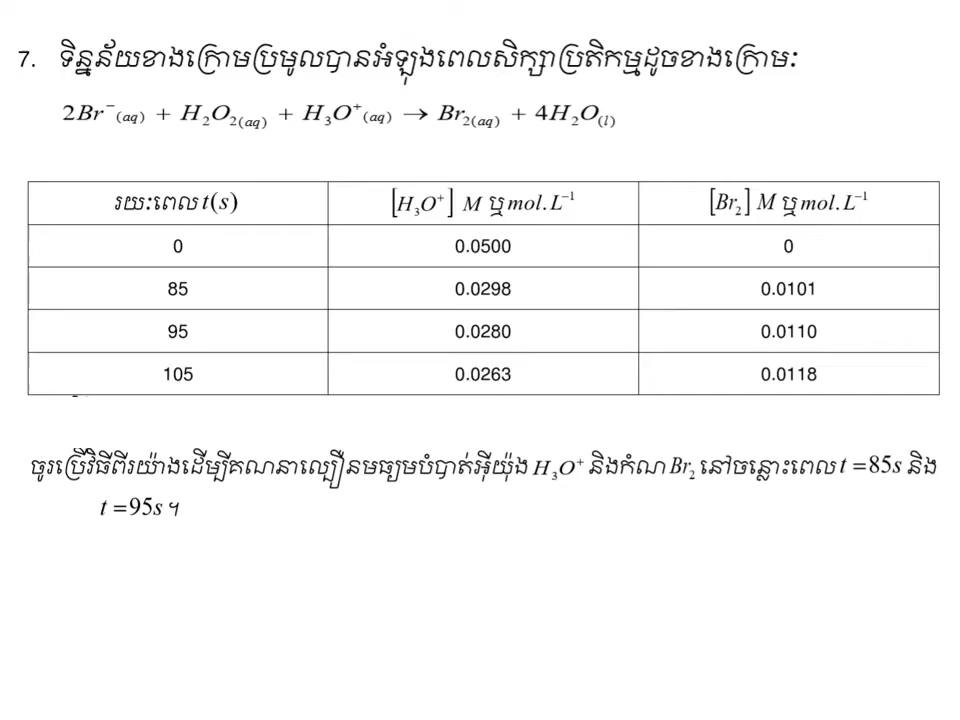 7. ទិន្នន័យខាងក្រោមប្រមូលបានអំឡុងពេលសិក្សាប្រតិកម្មដូចខាងក្រោមៈ
2Br⁻(aq) + H₂O₂(aq) + H₃O⁺(aq) → Br₂(aq) + 4H₂O(l)
រយៈពេល t(s) [H₃O⁺] M ឬ mol.L⁻¹ [Br₂] M ឬ mol.L⁻¹
0 0.0500 0
85 0.0298 0.0101
95 0.0280 0.0110
105 0.0263 0.0118
ចូរប្រើវិធីពីរយ៉ាងដើម្បីគណនាល្បឿនមធ្យមបំបាត់អ៊ីយ៉ុង H₃O⁺ និងកំណ Br₂ នៅចន្លោះពេល t =85s និង
t =95s ។